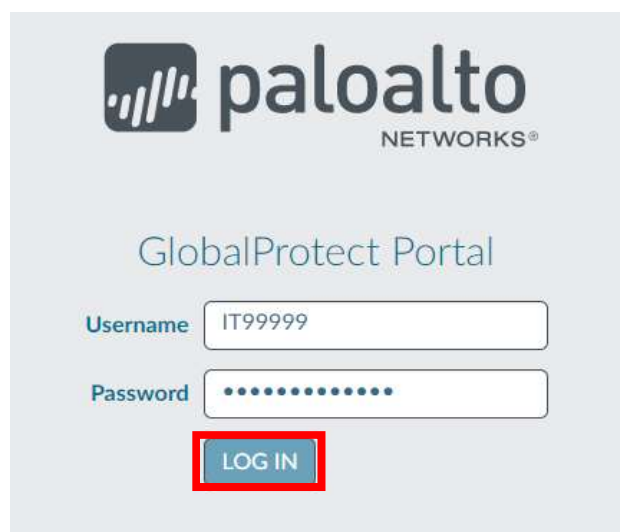 paloalto
NETWORKS®
GlobalProtect Portal
Username IT99999
Password •••••••••••••
LOG IN